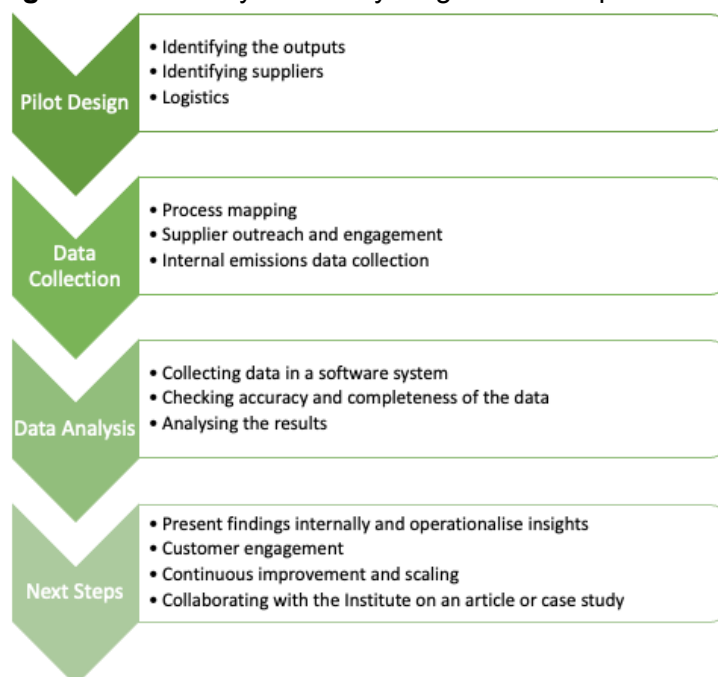 Pilot Design
• Identifying the outputs
• Identifying suppliers
• Logistics
Data
Collection
• Process mapping
• Supplier outreach and engagement
• Internal emissions data collection
Data Analysis
• Collecting data in a software system
• Checking accuracy and completeness of the data
• Analysing the results
Next Steps
• Present findings internally and operationalise insights
• Customer engagement
• Continuous improvement and scaling
• Collaborating with the Institute on an article or case study